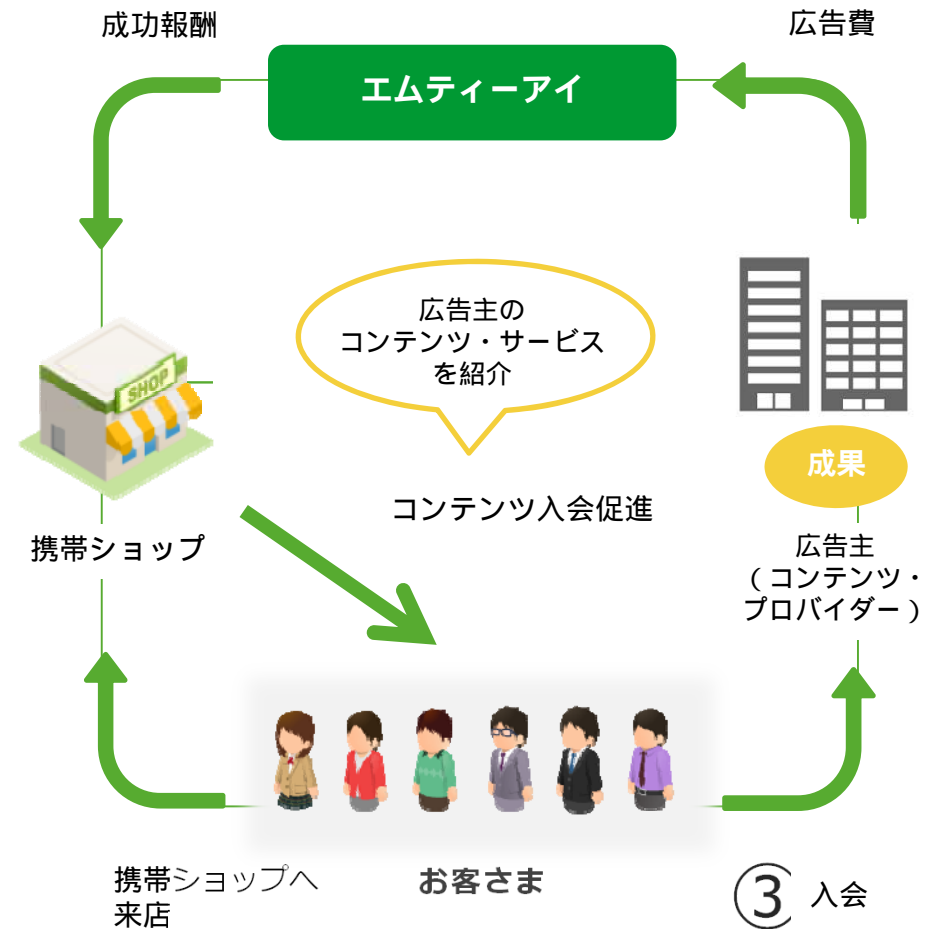 成功報酬
広告費
エムティーアイ
広告主の
コンテンツ・サービス
を紹介
SHOP
成果
コンテンツ入会促進
携帯ショップ
広告主
（コンテンツ・
プロバイダー）
携帯ショップへ
来店
お客さま
③ 入会